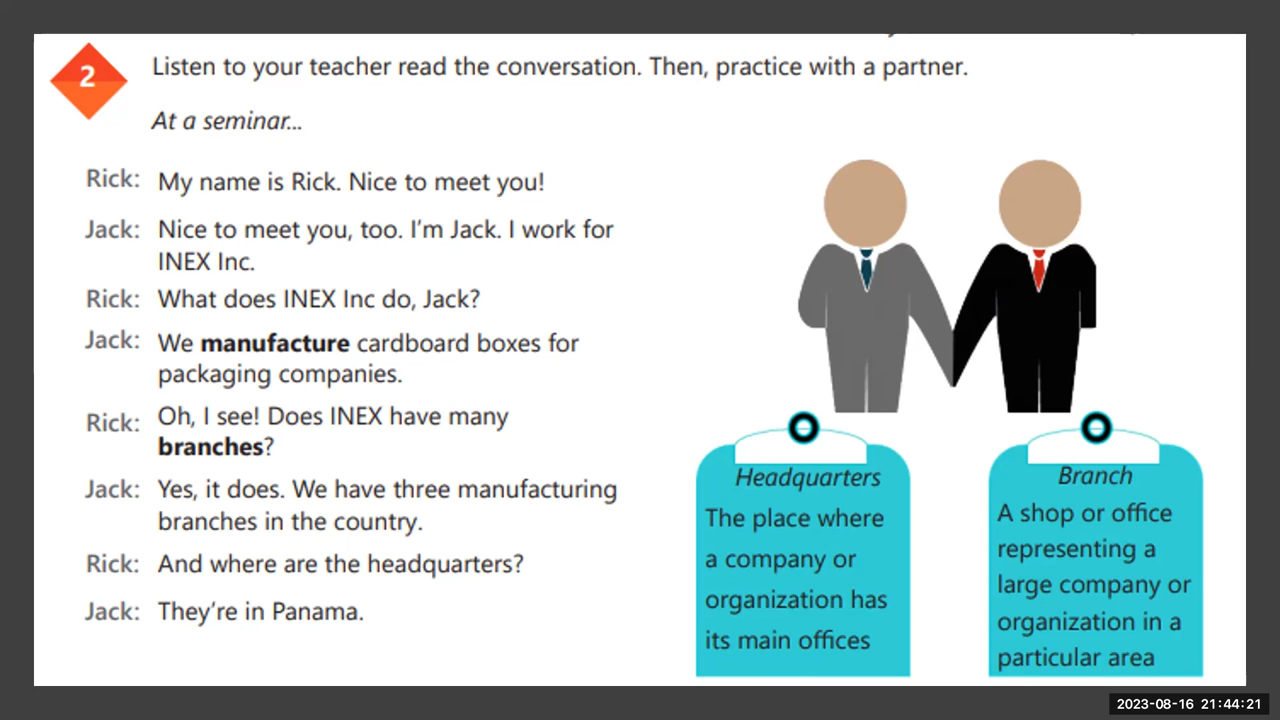 2
Listen to your teacher read the conversation. Then, practice with a partner.
At a seminar...
Rick: My name is Rick. Nice to meet you!
Jack: Nice to meet you, too. I’m Jack. I work for
INEX Inc.
Rick: What does INEX Inc do, Jack?
Jack: We manufacture cardboard boxes for
packaging companies.
Rick: Oh, I see! Does INEX have many
branches?
Jack: Yes, it does. We have three manufacturing
branches in the country.
Rick: And where are the headquarters?
Jack: They’re in Panama.
Headquarters
The place where
a company or
organization has
its main offices
Branch
A shop or office
representing a
large company or
organization in a
particular area
2023-08-16 21:44:21